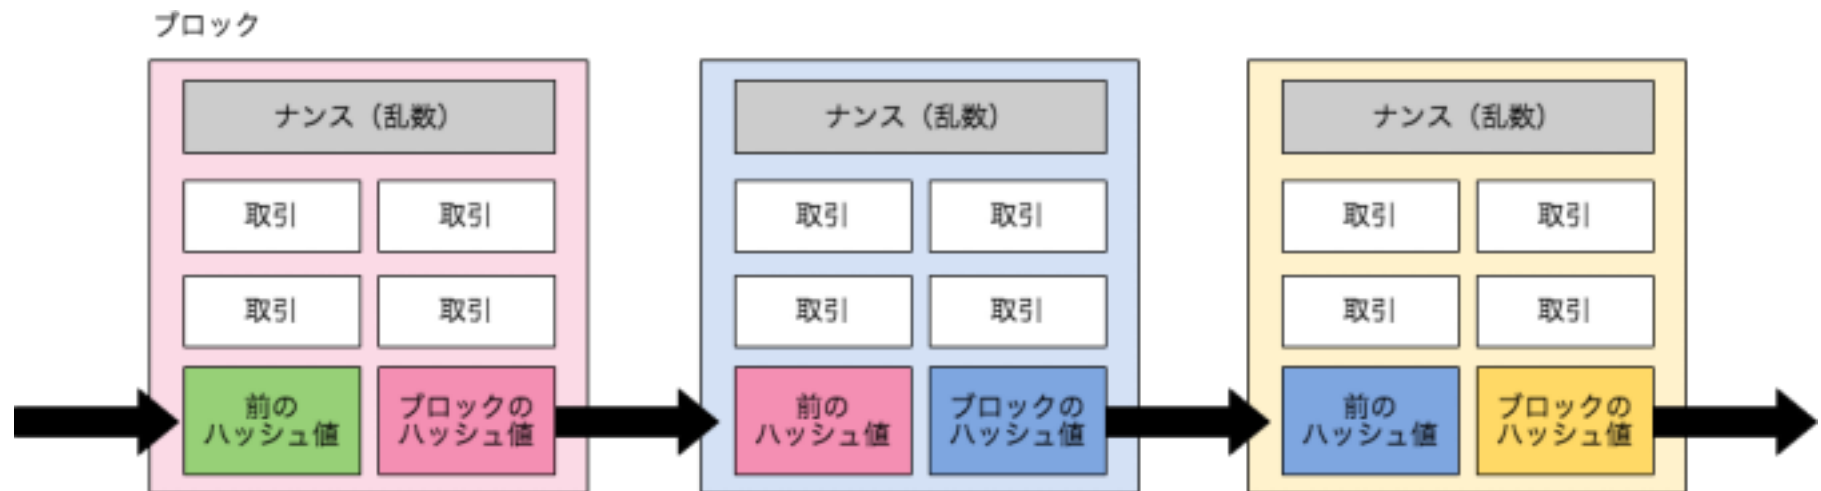 ブロック
ナンス（乱数）
取引 取引
取引 取引
前の
ハッシュ値
ブロックの
ハッシュ値
ナンス（乱数）
取引 取引
取引 取引
前の
ハッシュ値
ブロックの
ハッシュ値
ナンス（乱数）
取引 取引
取引 取引
前の
ハッシュ値
ブロックの
ハッシュ値